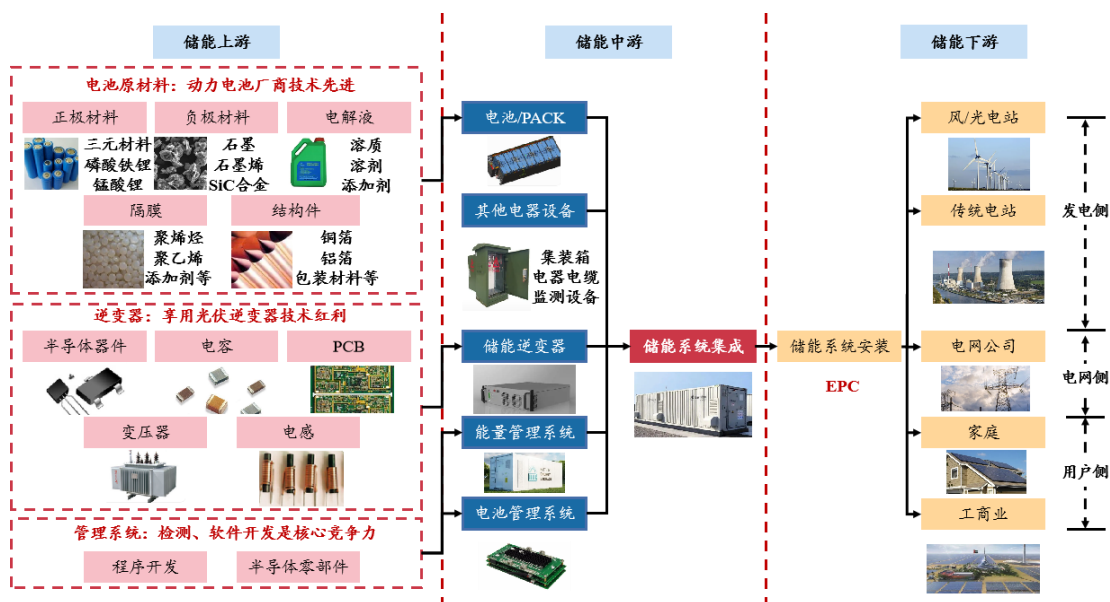 储能上游
储能中游
储能下游
电池原材料：动力电池厂商技术先进
正极材料
负极材料
电解液
三元材料
磷酸铁锂
锰酸锂
石墨
石墨烯
SiC合金
溶质
溶剂
添加剂
隔膜
结构件
聚烯烃
聚乙烯
添加剂等
铜箔
铝箔
包装材料等
逆变器：享用光伏逆变器技术红利
半导体器件
电容
PCB
变压器
电感
管理系统：检测、软件开发是核心竞争力
程序开发
半导体零部件
电池/PACK
其他电器设备
集装箱
电器电缆
监测设备
储能逆变器
能量管理系统
电池管理系统
储能系统集成
储能系统安装
EPC
风/光电站
传统电站
电网公司
家庭
工商业
发电侧
电网侧
用户侧